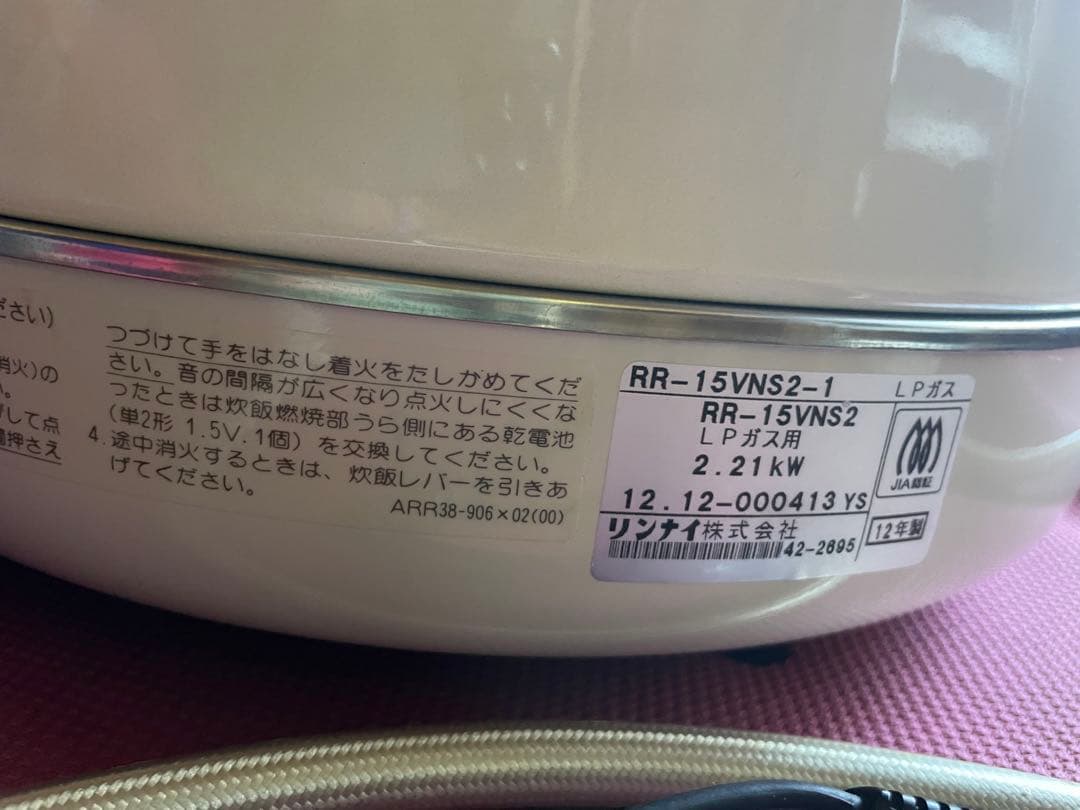 ださい)
消火)の
。
して点
押さえ
つづけて手をはなし着火をたしかめてくだ
さい。音の間隔が広くなり点火しにくくな
ったときは炊飯燃焼部うら側にある乾電池
(単2形 1.5V.1個)を交換してください。
4.途中消火するときは、炊飯レバーを引きあ
げてください。
ARR38-906×02(00)
RR-15VNS2-1 LPガス
RR-15VNS2
LPガス用
2.21kW
JIA認証
12.12-000413YS
リンナイ株式会社
12年製
42-2695